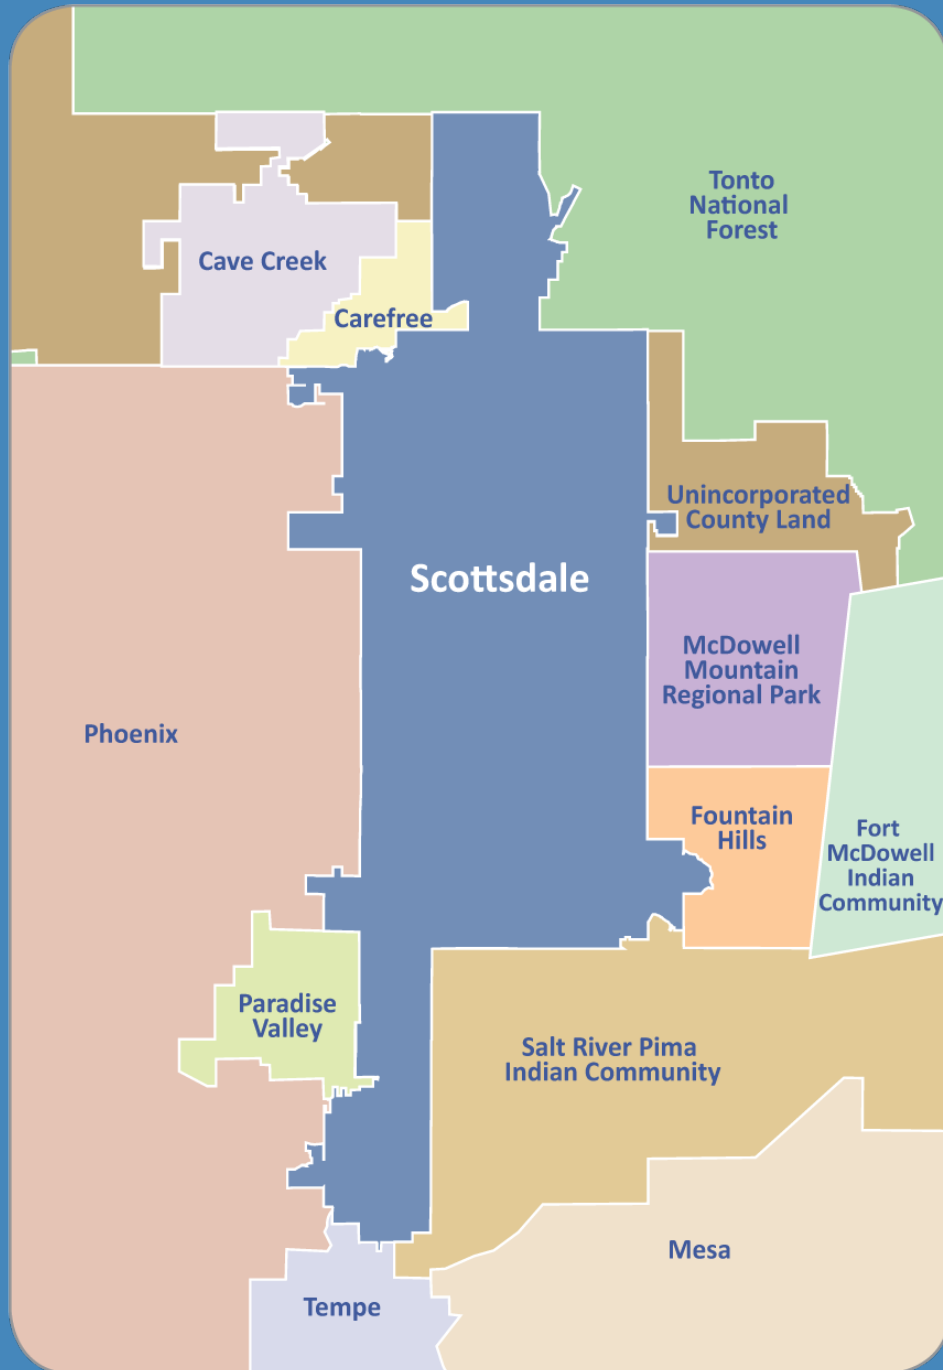 Tonto
National
Forest
Cave Creek
Carefree
Unincorporated
County Land
Scottsdale
McDowell
Mountain
Regional Park
Phoenix
Fountain
Hills
Fort
McDowell
Indian
Community
Paradise
Valley
Salt River Pima
Indian Community
Mesa
Tempe